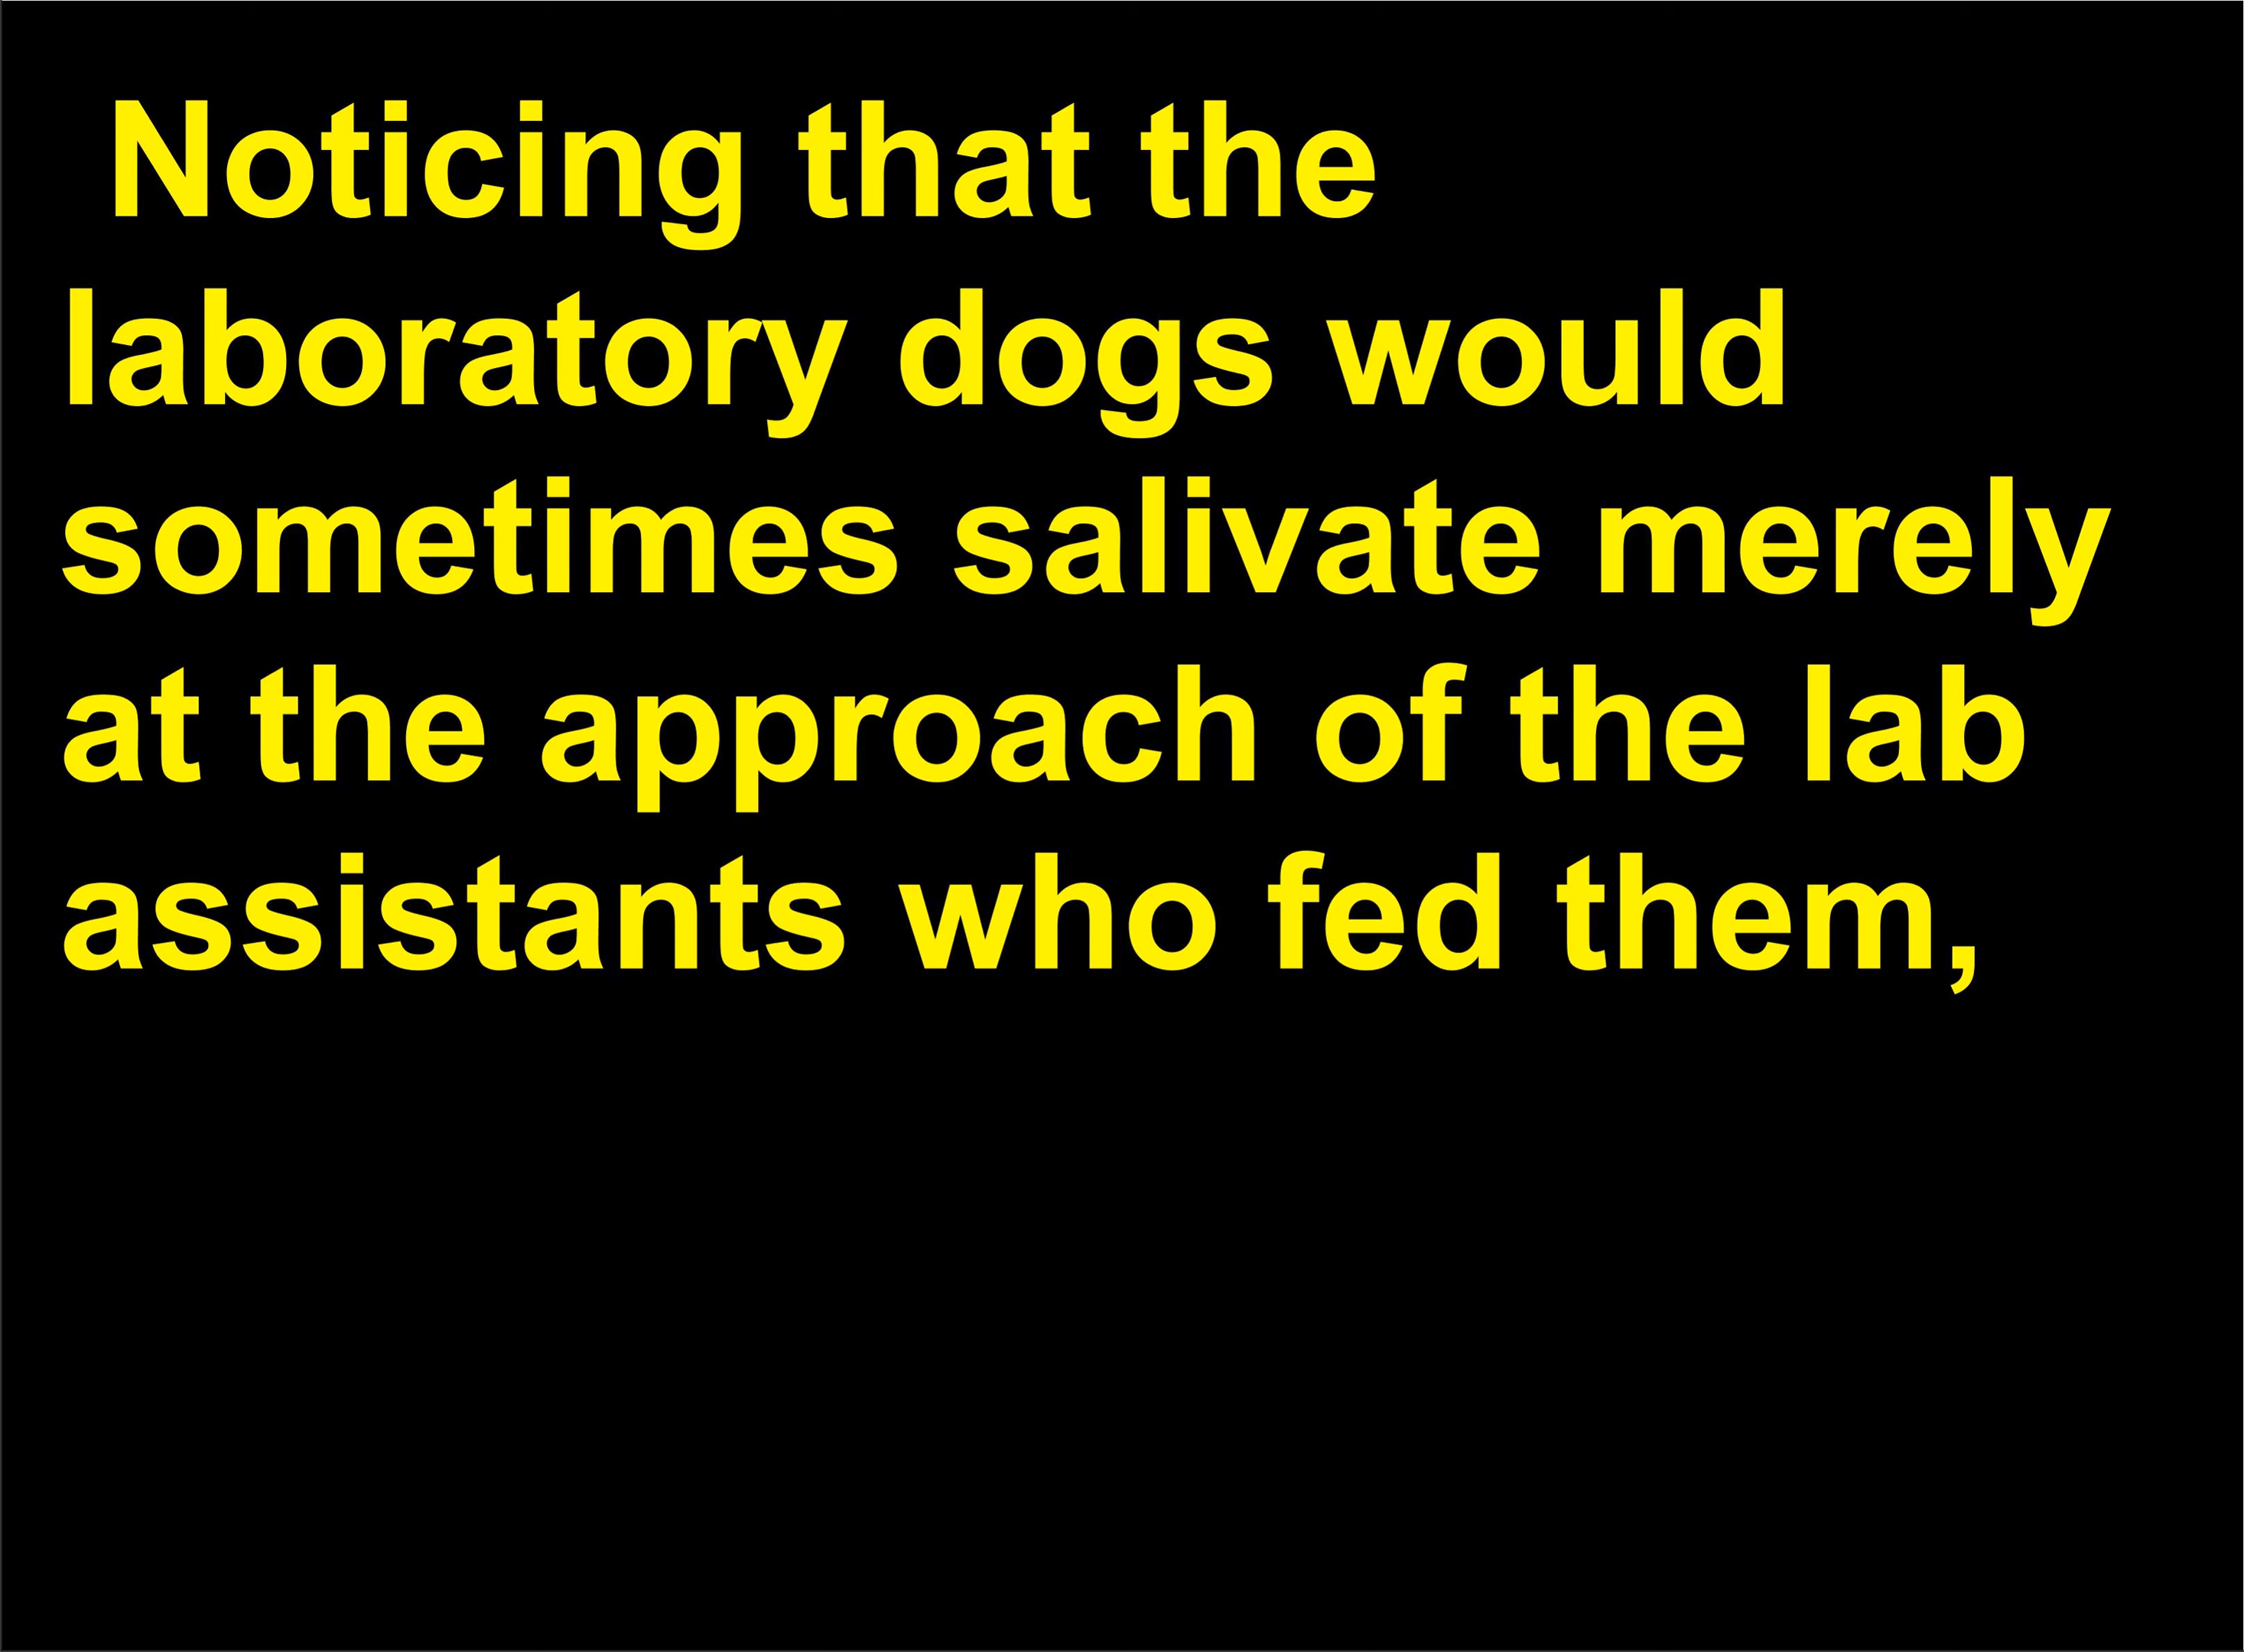 Noticing that the
laboratory dogs would
sometimes salivate merely
at the approach of the lab
assistants who fed them,